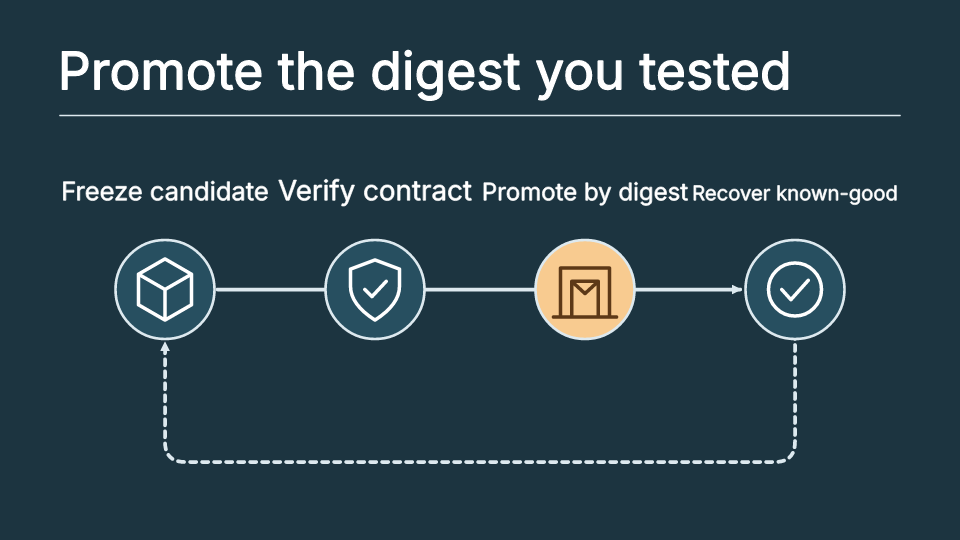 Promote the digest you tested
Freeze candidate Verify contract Promote by digest Recover known-good